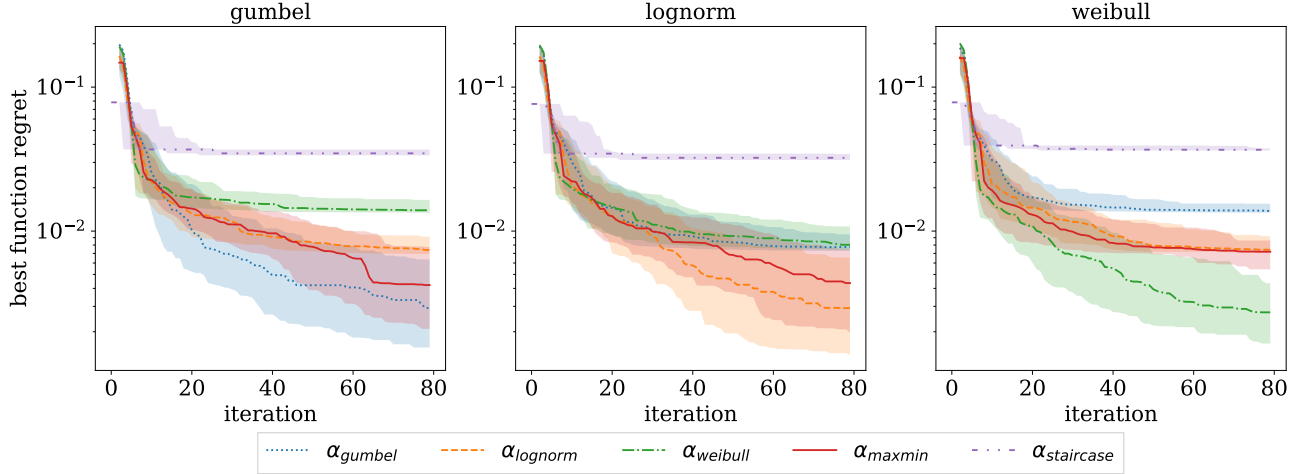 gumbel lognorm weibull
best function regret
10⁻¹ 10⁻¹ 10⁻¹
10⁻² 10⁻² 10⁻²
0 20 40 60 80 0 20 40 60 80 0 20 40 60 80
iteration iteration iteration
α_gumbel α_lognorm α_weibull α_maxmin α_staircase